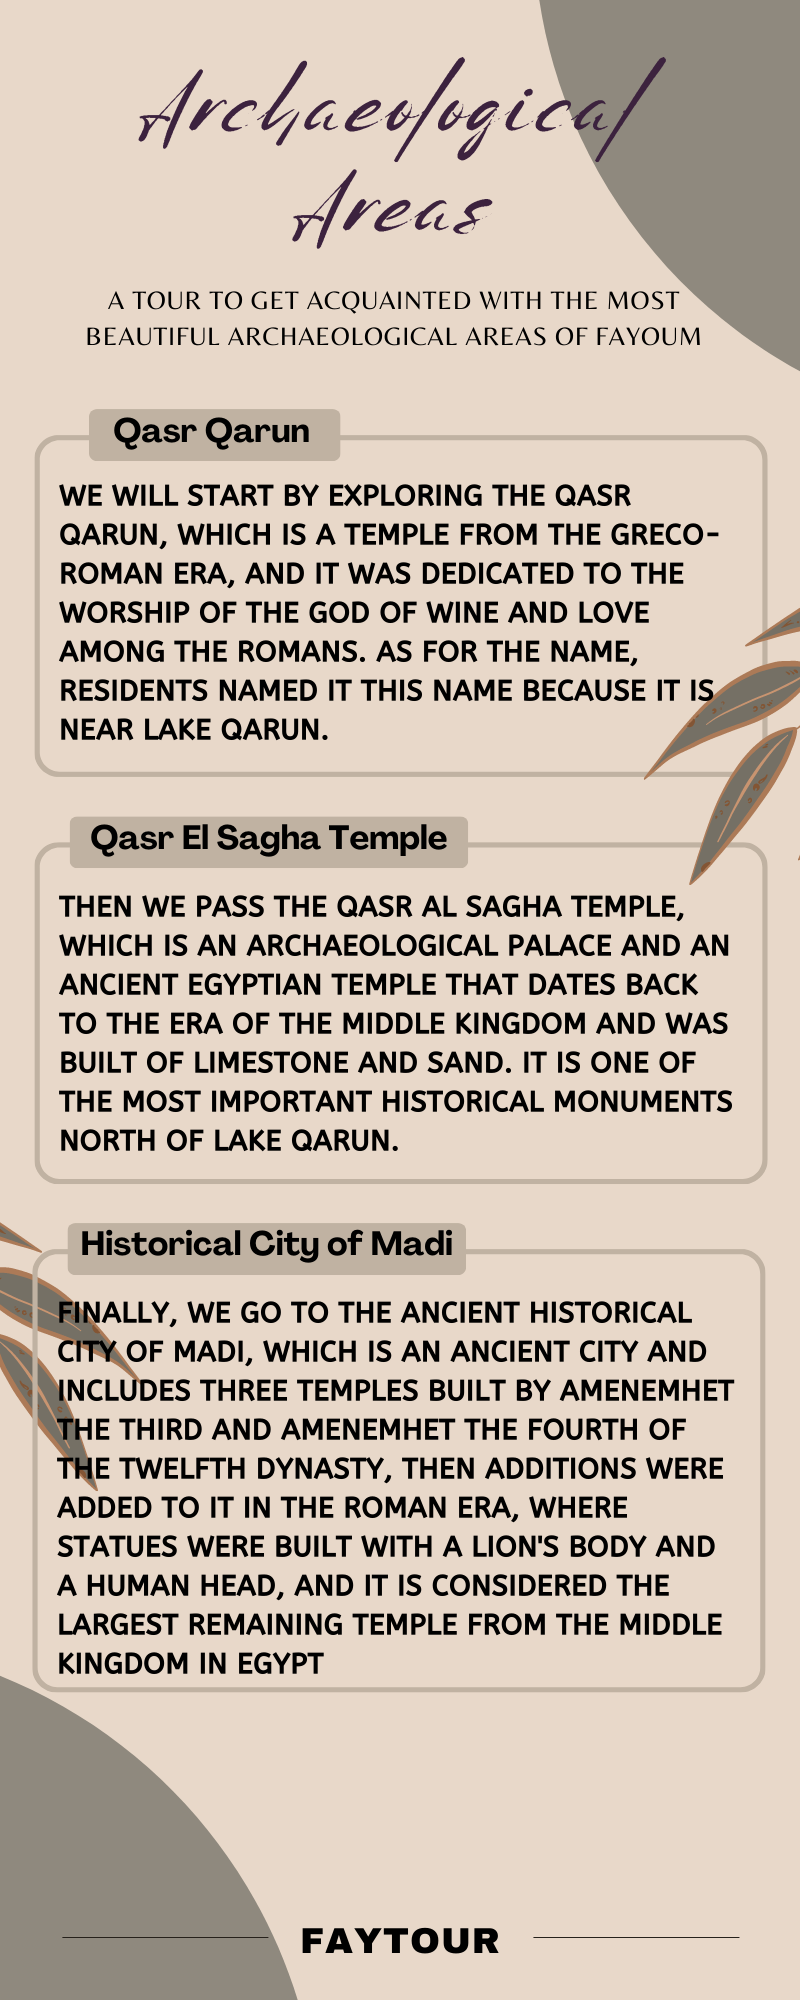 Archaeological
Areas
A TOUR TO GET ACQUAINTED WITH THE MOST
BEAUTIFUL ARCHAEOLOGICAL AREAS OF FAYOUM
Qasr Qarun
WE WILL START BY EXPLORING THE QASR
QARUN, WHICH IS A TEMPLE FROM THE GRECO-
ROMAN ERA, AND IT WAS DEDICATED TO THE
WORSHIP OF THE GOD OF WINE AND LOVE
AMONG THE ROMANS. AS FOR THE NAME,
RESIDENTS NAMED IT THIS NAME BECAUSE IT IS
NEAR LAKE QARUN.
Qasr El Sagha Temple
THEN WE PASS THE QASR AL SAGHA TEMPLE,
WHICH IS AN ARCHAEOLOGICAL PALACE AND AN
ANCIENT EGYPTIAN TEMPLE THAT DATES BACK
TO THE ERA OF THE MIDDLE KINGDOM AND WAS
BUILT OF LIMESTONE AND SAND. IT IS ONE OF
THE MOST IMPORTANT HISTORICAL MONUMENTS
NORTH OF LAKE QARUN.
Historical City of Madi
FINALLY, WE GO TO THE ANCIENT HISTORICAL
CITY OF MADI, WHICH IS AN ANCIENT CITY AND
INCLUDES THREE TEMPLES BUILT BY AMENEMHET
THE THIRD AND AMENEMHET THE FOURTH OF
THE TWELFTH DYNASTY, THEN ADDITIONS WERE
ADDED TO IT IN THE ROMAN ERA, WHERE
STATUES WERE BUILT WITH A LION'S BODY AND
A HUMAN HEAD, AND IT IS CONSIDERED THE
LARGEST REMAINING TEMPLE FROM THE MIDDLE
KINGDOM IN EGYPT
FAYTOUR